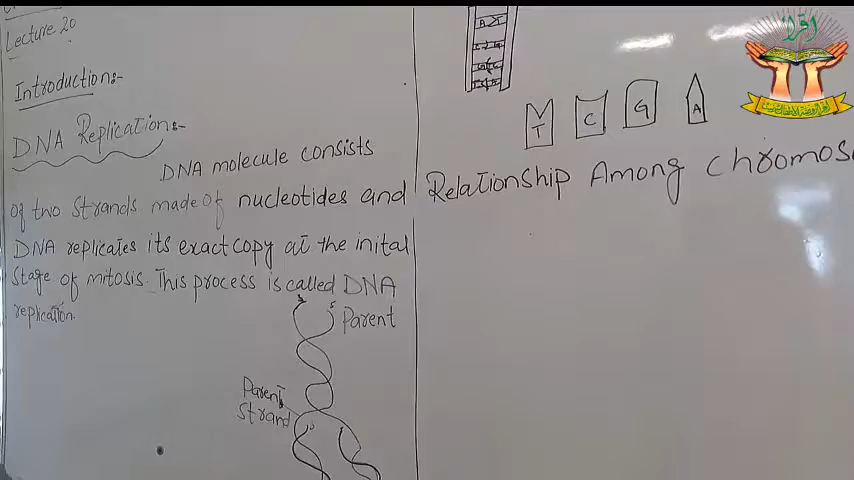 Lecture 20
Introduction:-
DNA Replication:-
DNA molecule consists
of two strands made of nucleotides and
DNA replicates its exact copy at the inital
stage of mitosis. This process is called DNA
replication.
Parent
Parent
Strand
T
C
G
A
Relationship Among Chromos
اقرأ